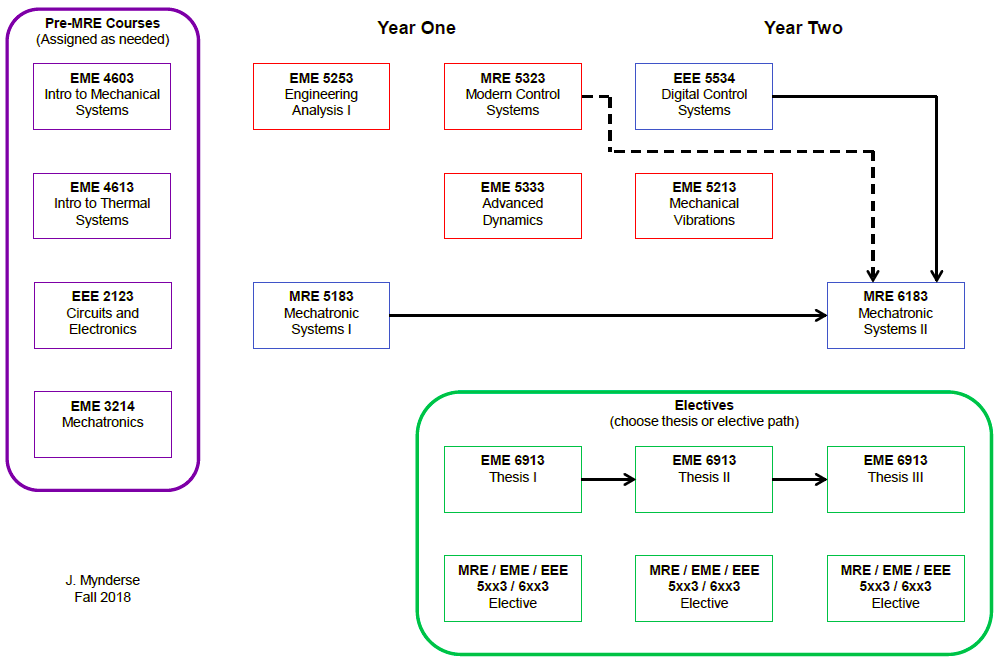 Pre-MRE Courses
(Assigned as needed)
EME 4603
Intro to Mechanical
Systems
EME 4613
Intro to Thermal
Systems
EEE 2123
Circuits and
Electronics
EME 3214
Mechatronics
J. Mynderse
Fall 2018
Year One
Year Two
EME 5253
Engineering
Analysis I
MRE 5323
Modern Control
Systems
EEE 5534
Digital Control
Systems
EME 5333
Advanced
Dynamics
EME 5213
Mechanical
Vibrations
MRE 5183
Mechatronic
Systems I
MRE 6183
Mechatronic
Systems II
Electives
(choose thesis or elective path)
EME 6913
Thesis I
EME 6913
Thesis II
EME 6913
Thesis III
MRE / EME / EEE
5xx3 / 6xx3
Elective
MRE / EME / EEE
5xx3 / 6xx3
Elective
MRE / EME / EEE
5xx3 / 6xx3
Elective